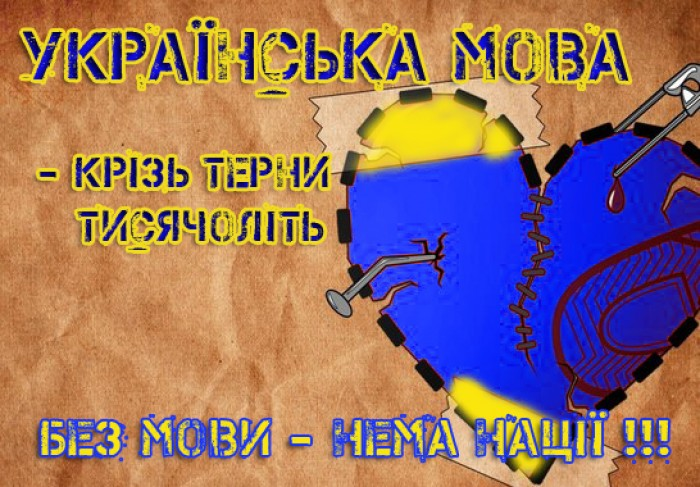 УКРАЇНСЬКА МОВА
- КРІЗЬ ТЕРНИ
ТИСЯЧОЛІТЬ
БЕЗ МОВИ - НЕМА НАЦІЇ !!!